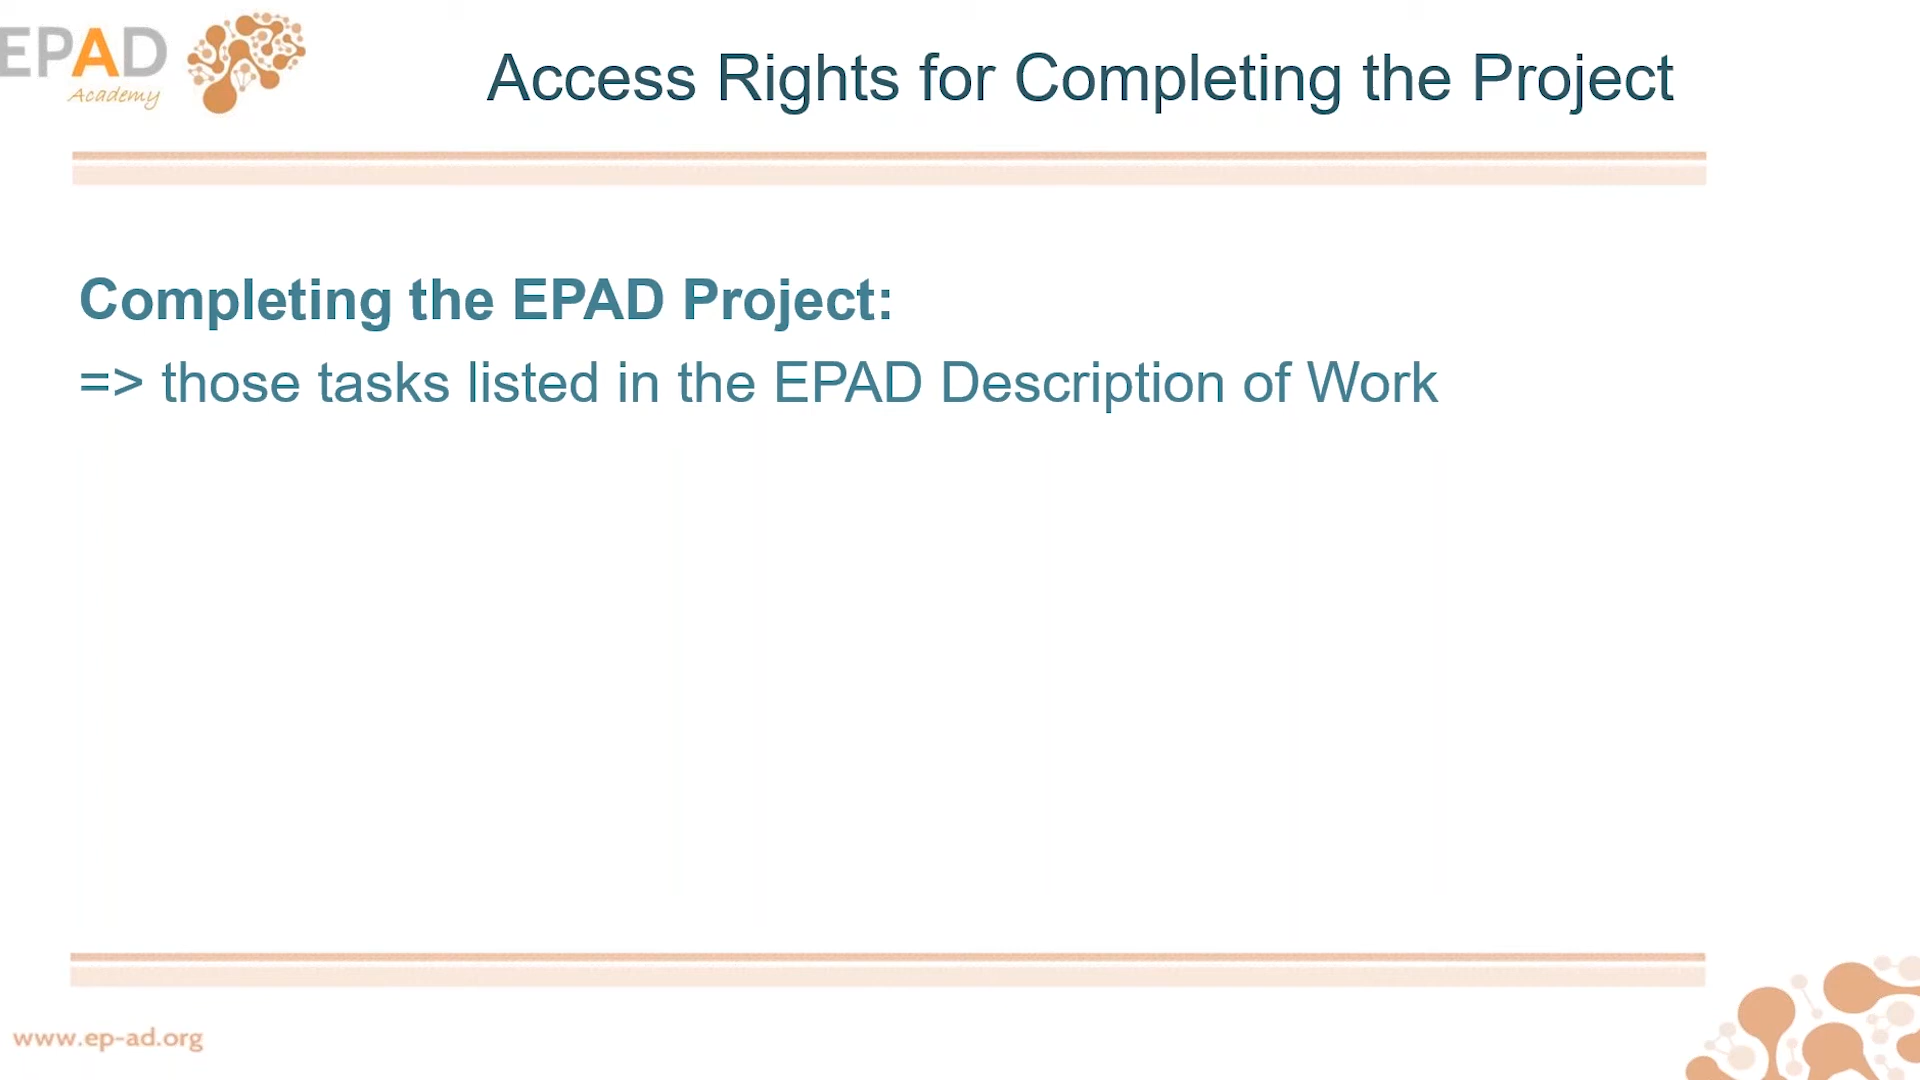 EPAD
Academy
Access Rights for Completing the Project
Completing the EPAD Project:
=> those tasks listed in the EPAD Description of Work
www.ep-ad.org